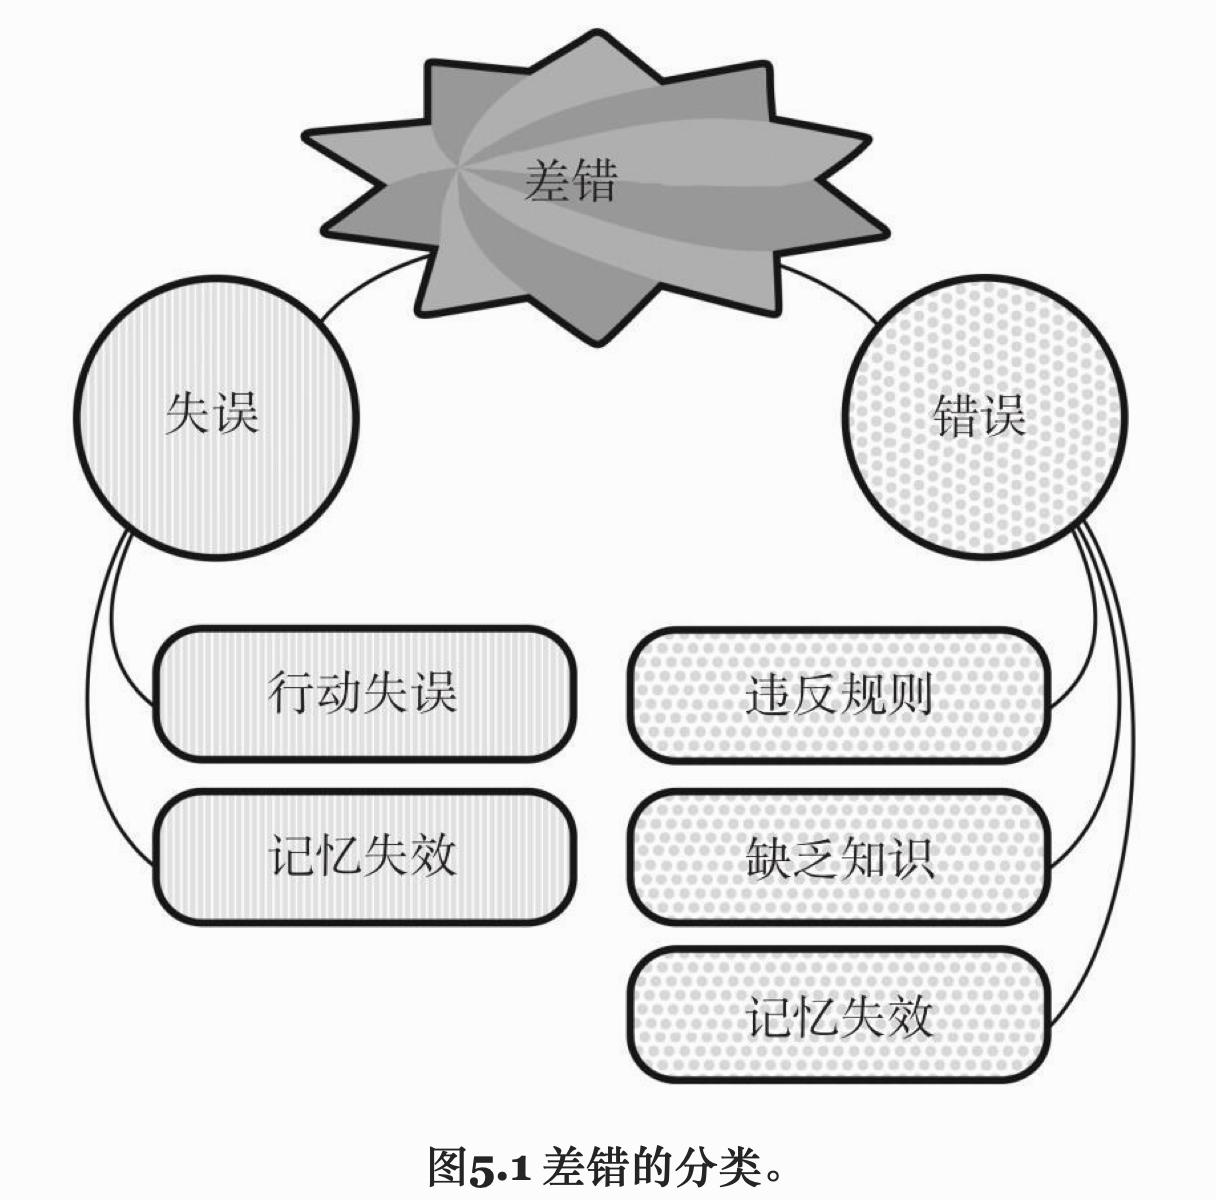 差错
失误
错误
行动失误
违反规则
记忆失效
缺乏知识
记忆失效
图5.1 差错的分类。